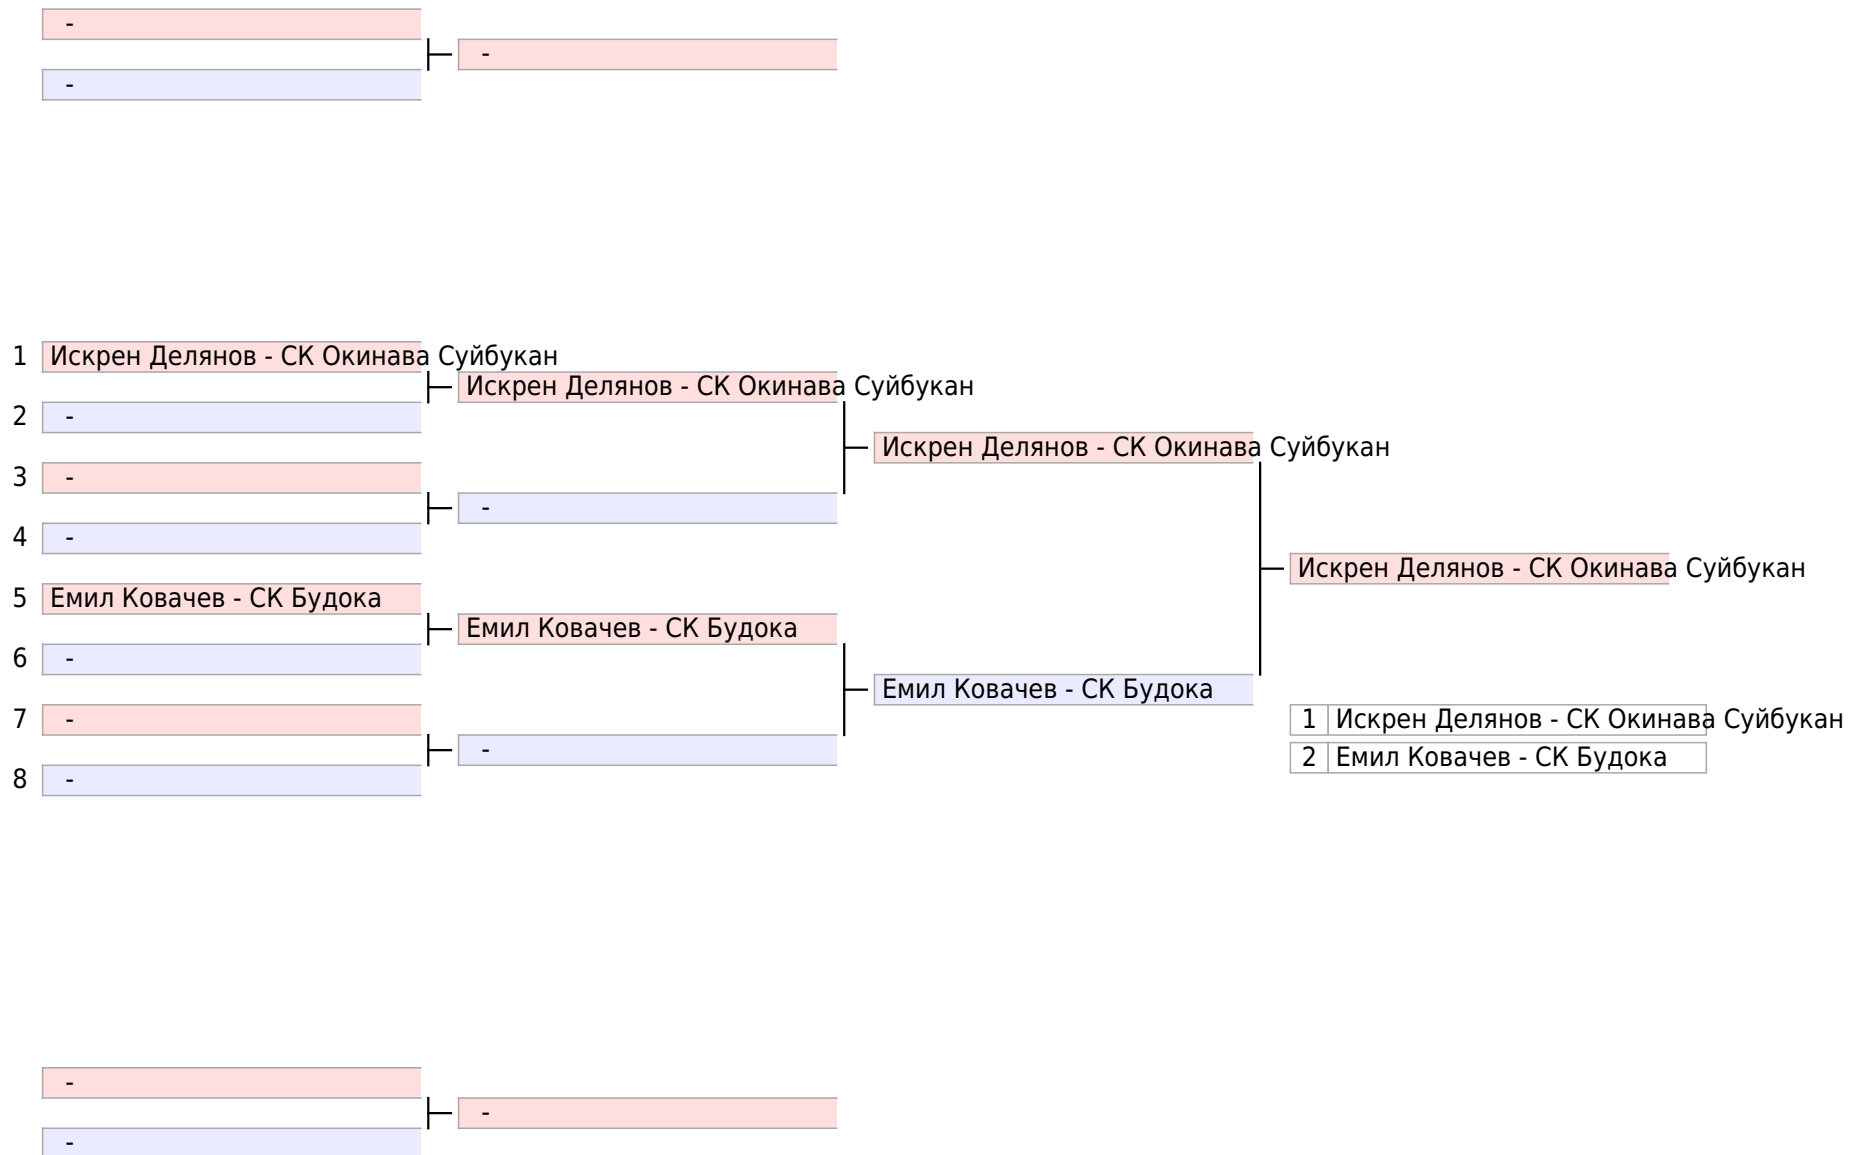 -
-
-
1 Искрен Делянов - СК Окинава Суйбукан
Искрен Делянов - СК Окинава Суйбукан
2 -
Искрен Делянов - СК Окинава Суйбукан
3 -
-
4 -
Искрен Делянов - СК Окинава Суйбукан
5 Емил Ковачев - СК Будока
Емил Ковачев - СК Будока
6 -
Емил Ковачев - СК Будока
7 -
1 Искрен Делянов - СК Окинава Суйбукан
-
2 Емил Ковачев - СК Будока
8 -
-
-
-